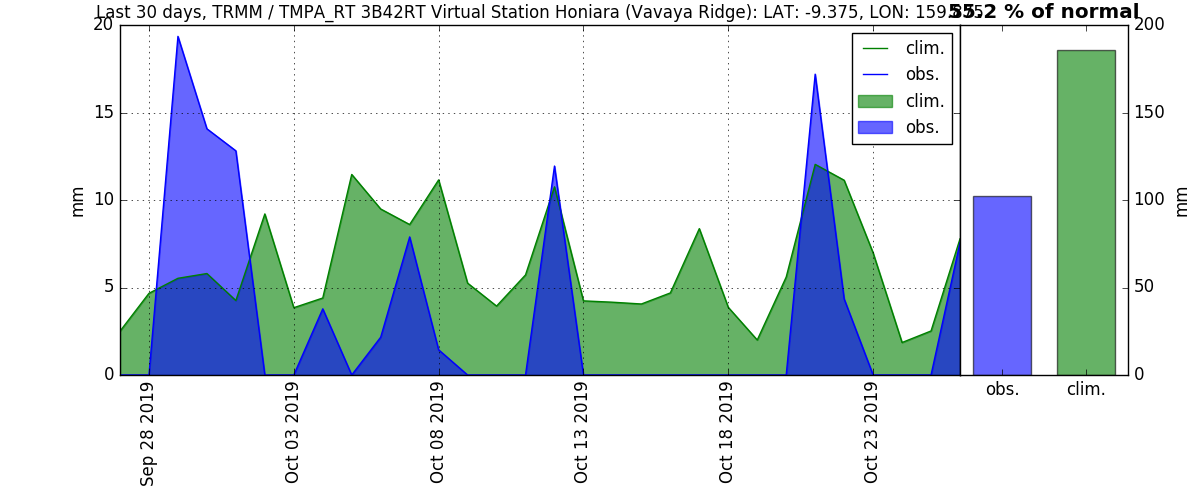 Last 30 days, TRMM / TMPA_RT 3B42RT Virtual Station Honiara (Vavaya Ridge): LAT: -9.375, LON:
55.2 % of normal
20
15
10
5
0
mm
clim.
obs.
clim.
obs.
200
150
100
50
0
mm
obs.
clim.
Sep 28 2019
Oct 03 2019
Oct 08 2019
Oct 13 2019
Oct 18 2019
Oct 23 2019